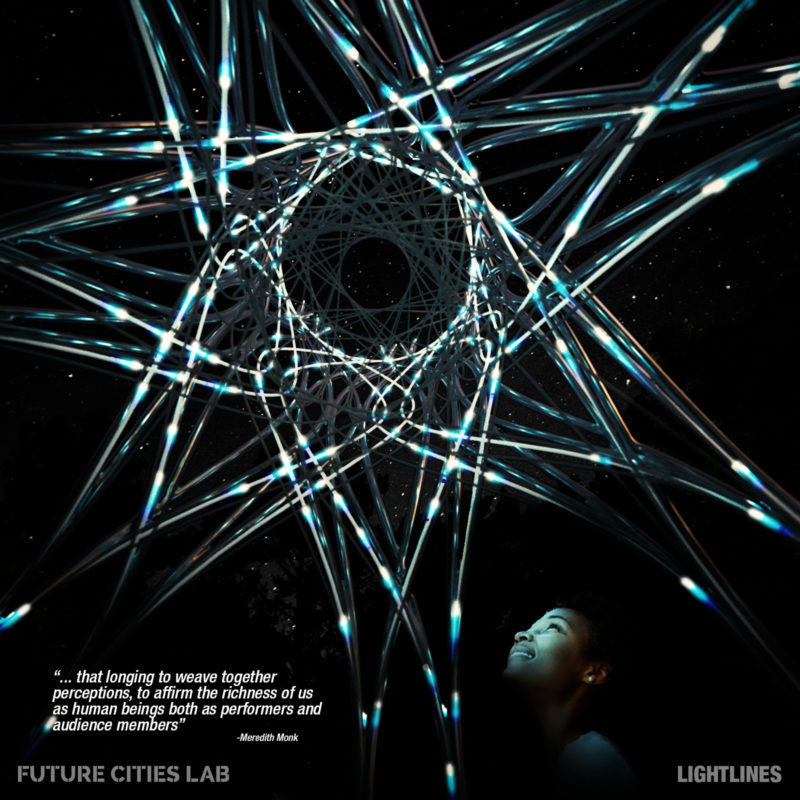 “... that longing to weave together
perceptions, to affirm the richness of us
as human beings both as performers and
audience members”
-Meredith Monk
FUTURE CITIES LAB
LIGHTLINES